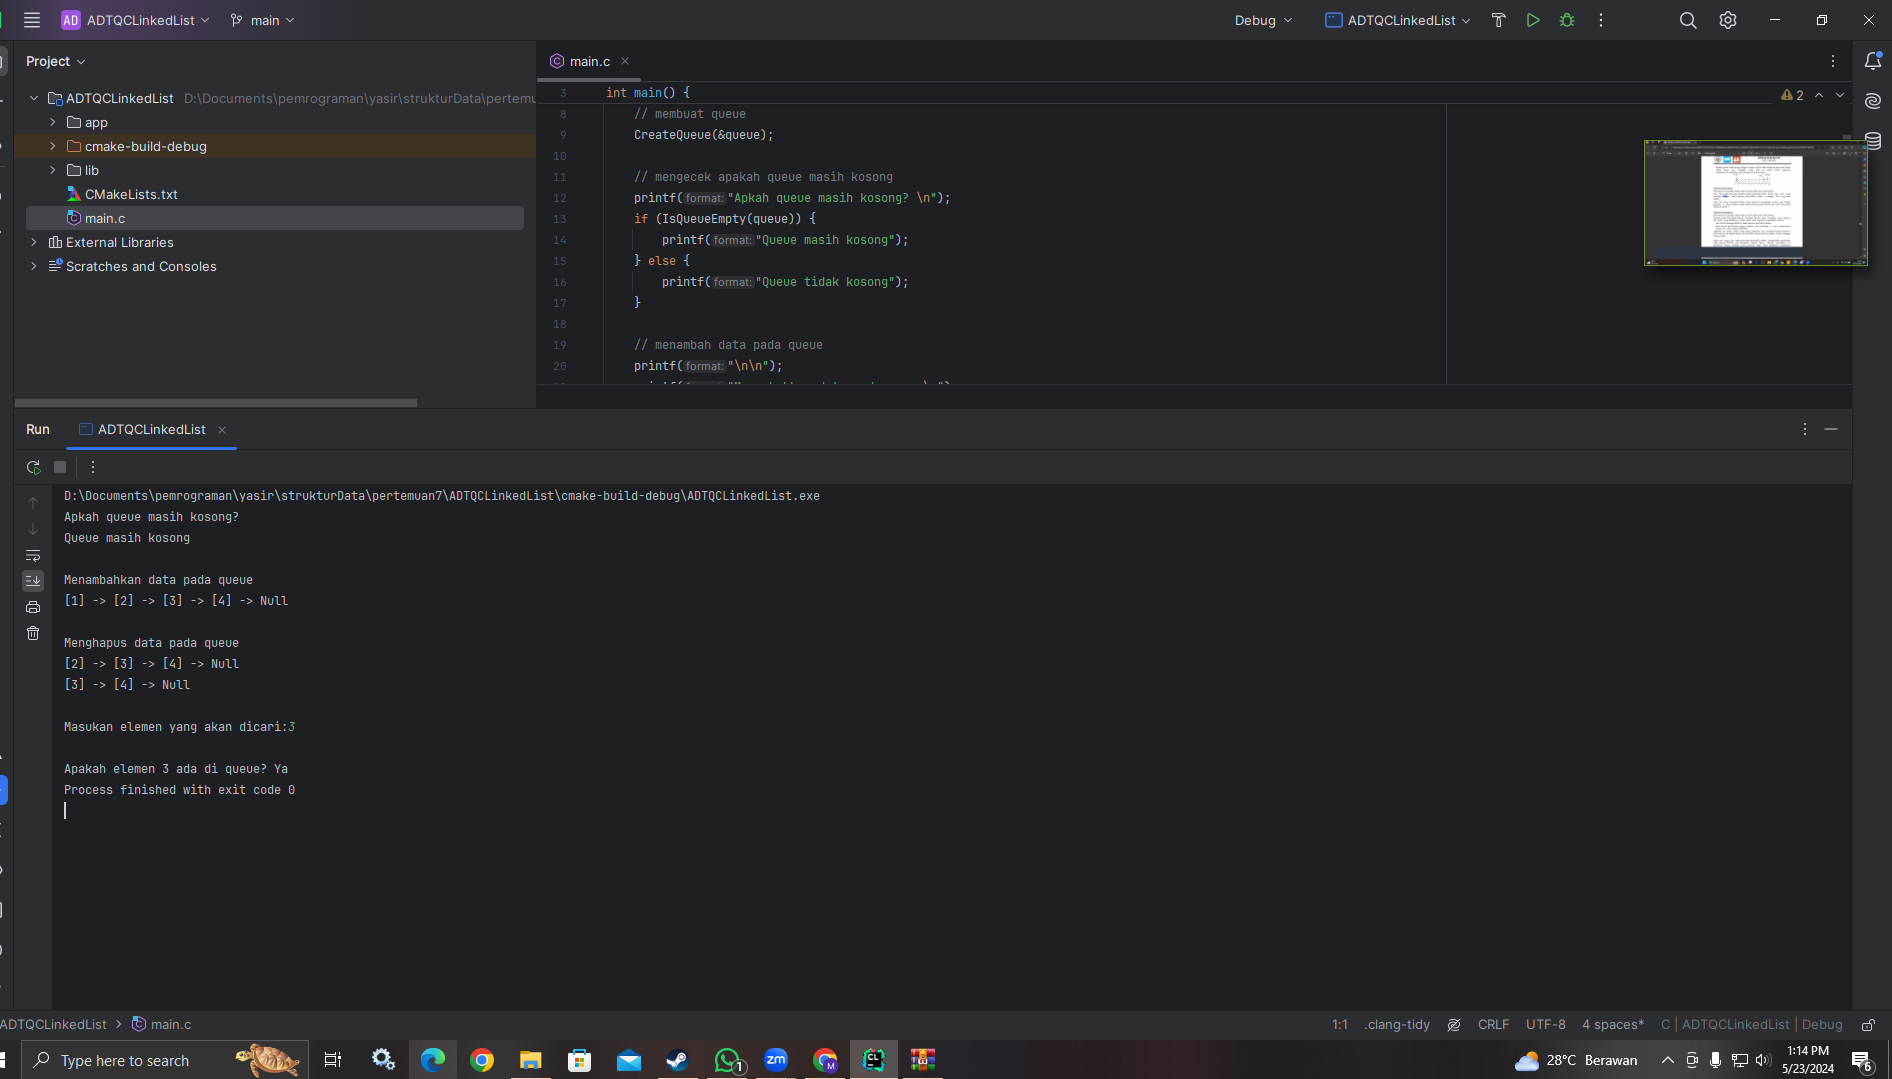 AD ADTQCLinkedList main Debug ADTQCLinkedList
Project
main.c
ADTQCLinkedList D:\Documents\pemrograman\yasir\strukturData\pertemu
app
cmake-build-debug
lib
CMakeLists.txt
main.c
External Libraries
Scratches and Consoles
3 int main() {
2
8 // membuat queue
9 CreateQueue(&queue);
10
11 // mengecek apakah queue masih kosong
12 printf(format: "Apkah queue masih kosong? \n");
13 if (IsQueueEmpty(queue)) {
14 printf(format: "Queue masih kosong");
15 } else {
16 printf(format: "Queue tidak kosong");
17 }
18
19 // menambah data pada queue
20 printf(format: "\n\n");
Run ADTQCLinkedList
D:\Documents\pemrograman\yasir\strukturData\pertemuan7\ADTQCLinkedList\cmake-build-debug\ADTQCLinkedList.exe
Apkah queue masih kosong?
Queue masih kosong
Menambahkan data pada queue
[1] -> [2] -> [3] -> [4] -> Null
Menghapus data pada queue
[2] -> [3] -> [4] -> Null
[3] -> [4] -> Null
Masukan elemen yang akan dicari:3
Apakah elemen 3 ada di queue? Ya
Process finished with exit code 0
ADTQCLinkedList > main.c
1:1 .clang-tidy CRLF UTF-8 4 spaces* C | ADTQCLinkedList | Debug
Type here to search
zm
M
CL
1
28°C Berawan
1:14 PM
5/23/2024
6